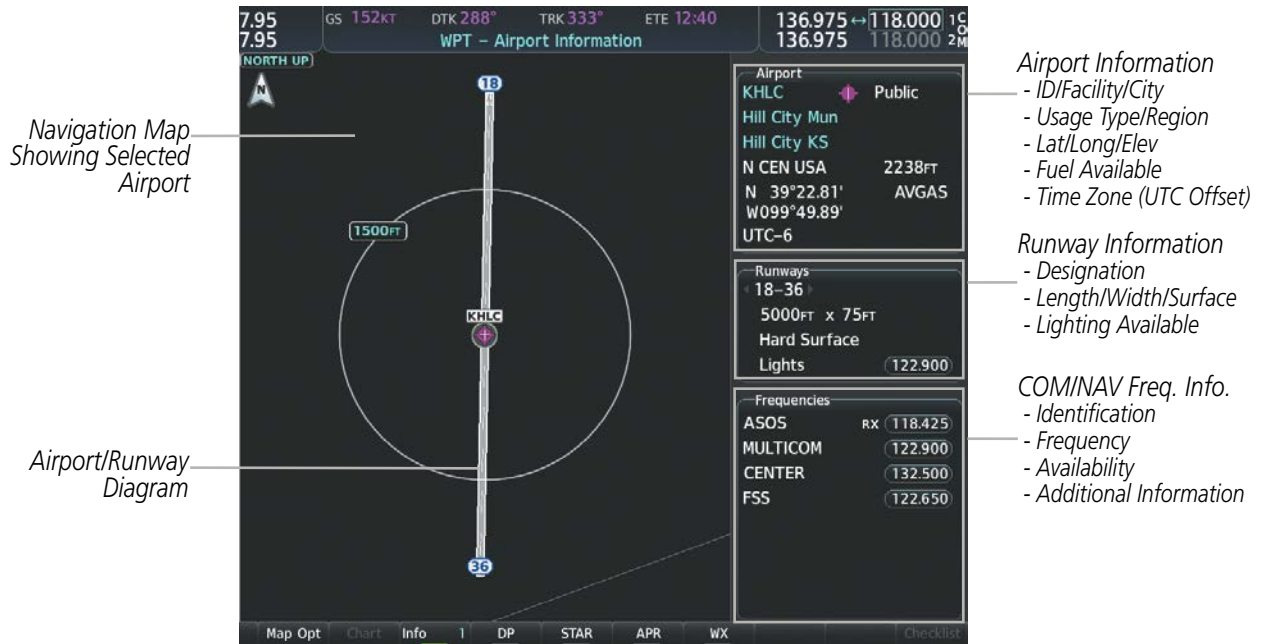 7.95 GS 152KT DTK 288° TRK 333° ETE 12:40 136.975 ↔ 118.000 1 C
O
7.95 WPT – Airport Information 136.975 118.000 2 M
NORTH UP
N
18
1500FT
KHLC
36
Navigation Map
Showing Selected
Airport
Airport/Runway
Diagram
Airport
KHLC Public
Hill City Mun
Hill City KS
N CEN USA 2238FT
N 39°22.81' AVGAS
W099°49.89'
UTC–6
Runways
18–36
5000FT x 75FT
Hard Surface
Lights 122.900
Frequencies
ASOS RX 118.425
MULTICOM 122.900
CENTER 132.500
FSS 122.650
Airport Information
- ID/Facility/City
- Usage Type/Region
- Lat/Long/Elev
- Fuel Available
- Time Zone (UTC Offset)
Runway Information
- Designation
- Length/Width/Surface
- Lighting Available
COM/NAV Freq. Info.
- Identification
- Frequency
- Availability
- Additional Information
Map Opt Chart Info 1 DP STAR APR WX Checklist